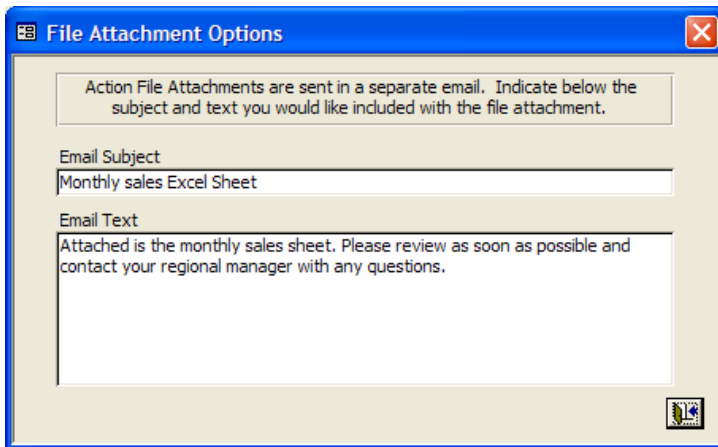 File Attachment Options
Action File Attachments are sent in a separate email.  Indicate below the
subject and text you would like included with the file attachment.
Email Subject
Monthly sales Excel Sheet
Email Text
Attached is the monthly sales sheet. Please review as soon as possible and
contact your regional manager with any questions.